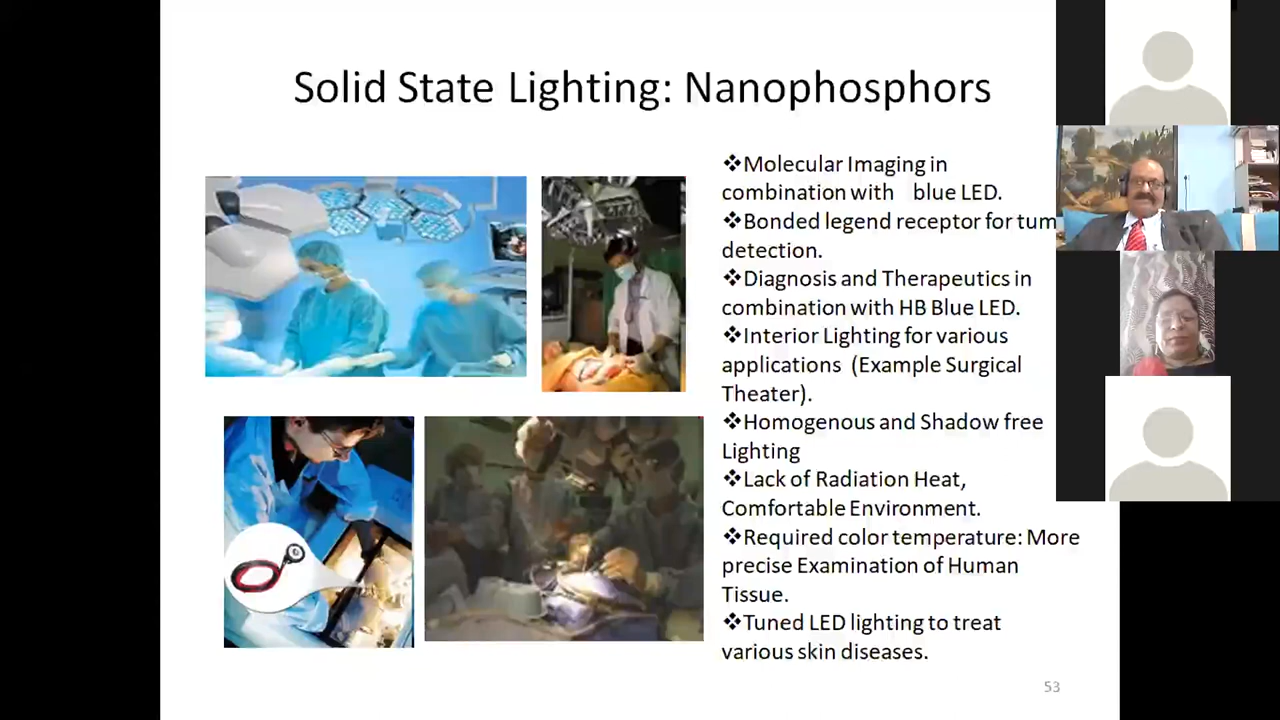 Solid State Lighting: Nanophosphors
❖Molecular Imaging in
combination with blue LED.
❖Bonded legend receptor for tum
detection.
❖Diagnosis and Therapeutics in
combination with HB Blue LED.
❖Interior Lighting for various
applications (Example Surgical
Theater).
❖Homogenous and Shadow free
Lighting
❖Lack of Radiation Heat,
Comfortable Environment.
❖Required color temperature: More
precise Examination of Human
Tissue.
❖Tuned LED lighting to treat
various skin diseases.
53